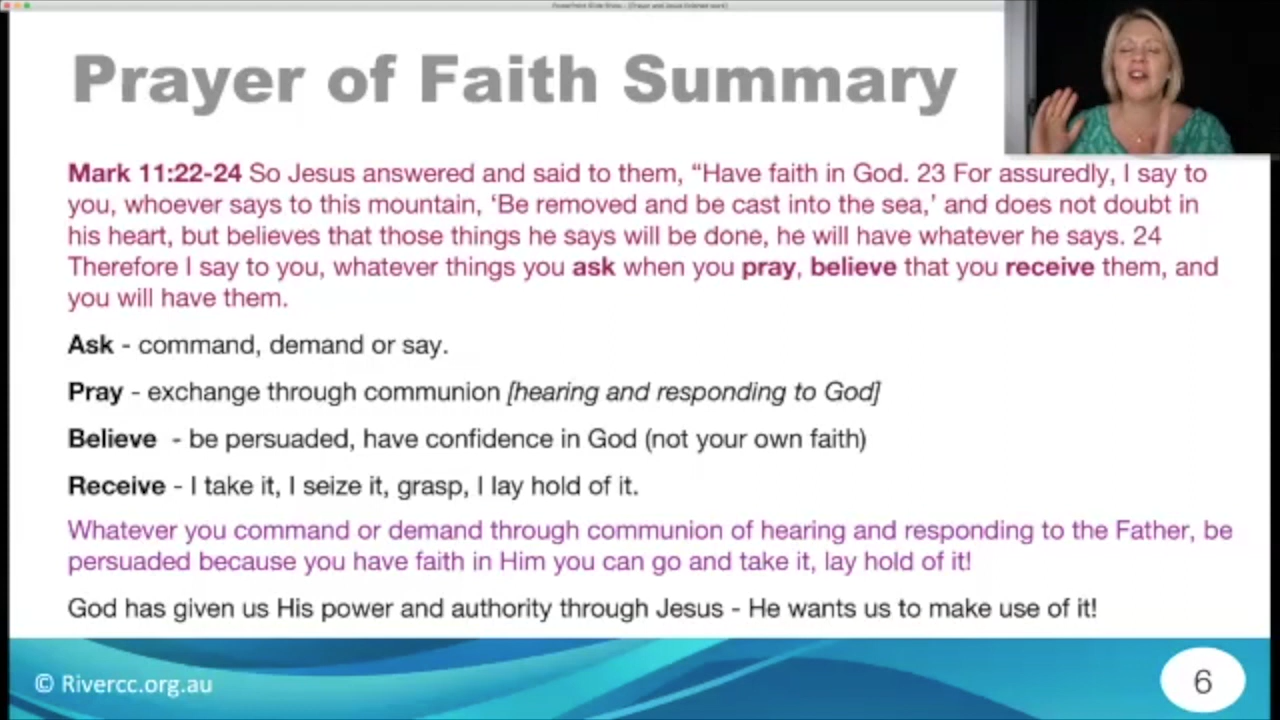 Prayer of Faith Summary
Mark 11:22-24 So Jesus answered and said to them, “Have faith in God. 23 For assuredly, I say to
you, whoever says to this mountain, ‘Be removed and be cast into the sea,’ and does not doubt in
his heart, but believes that those things he says will be done, he will have whatever he says. 24
Therefore I say to you, whatever things you ask when you pray, believe that you receive them, and
you will have them.
Ask - command, demand or say.
Pray - exchange through communion [hearing and responding to God]
Believe - be persuaded, have confidence in God (not your own faith)
Receive - I take it, I seize it, grasp, I lay hold of it.
Whatever you command or demand through communion of hearing and responding to the Father, be
persuaded because you have faith in Him you can go and take it, lay hold of it!
God has given us His power and authority through Jesus - He wants us to make use of it!
© Rivercc.org.au
6